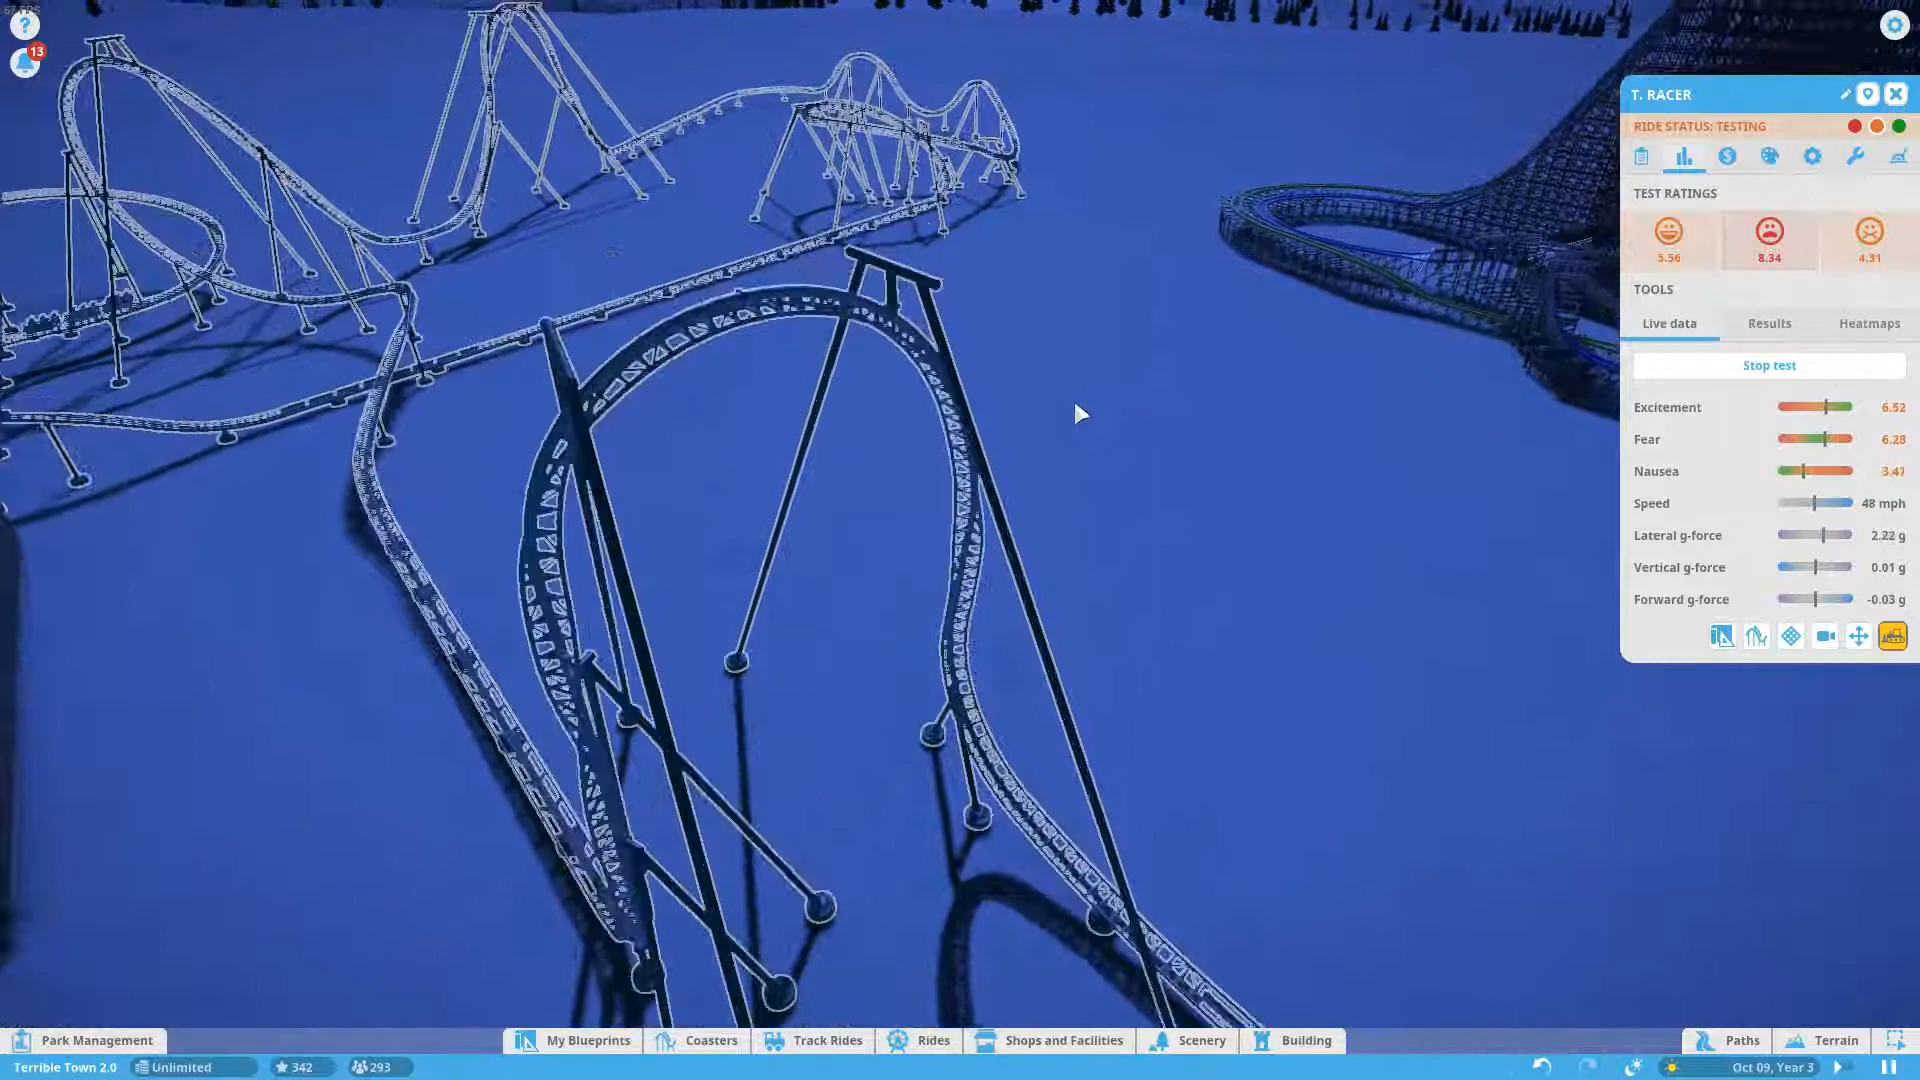 57 FPS
?
13
T. RACER
RIDE STATUS: TESTING
TEST RATINGS
5.56 8.34 4.31
TOOLS
Live data Results Heatmaps
Stop test
Excitement 6.52
Fear 6.28
Nausea 3.47
Speed 48 mph
Lateral g-force 2.22 g
Vertical g-force 0.01 g
Forward g-force -0.03 g
Park Management My Blueprints Coasters Track Rides Rides Shops and Facilities Scenery Building Paths Terrain
Terrible Town 2.0 Unlimited 342 293 Oct 09, Year 3